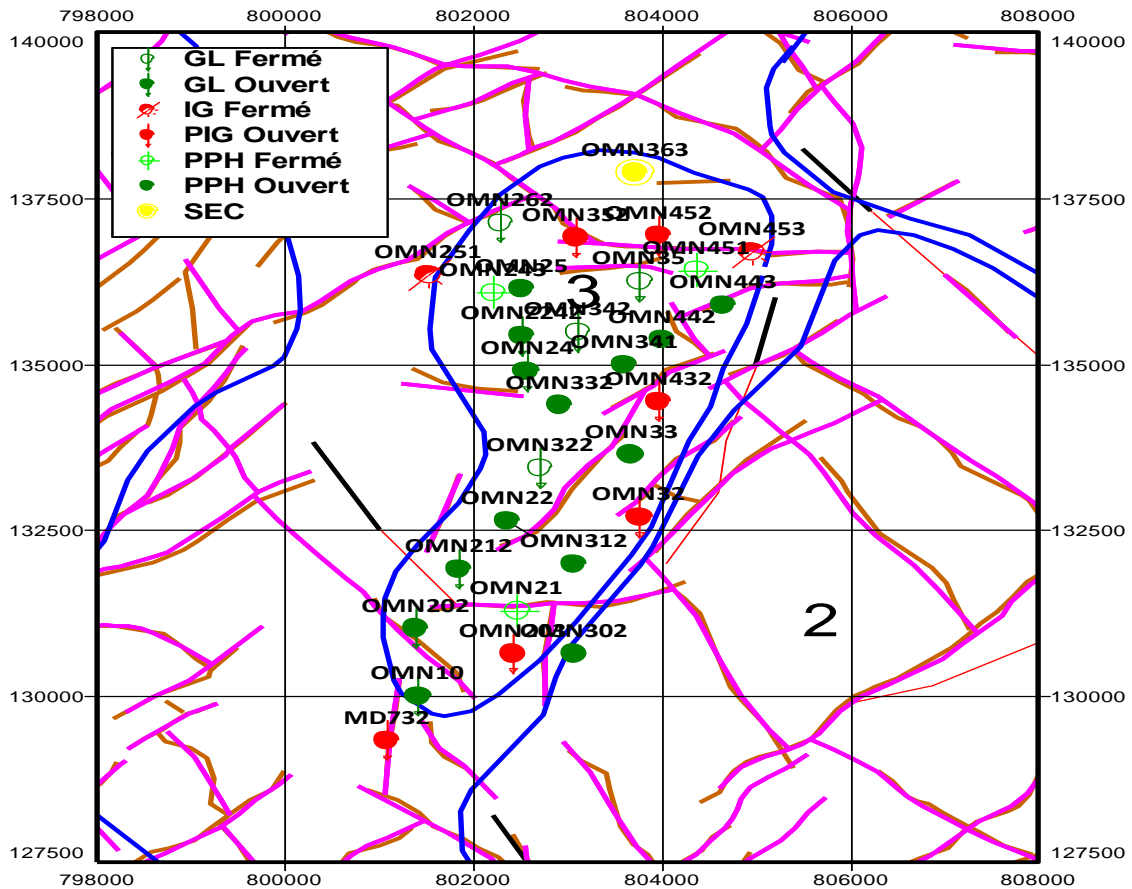 798000 800000 802000 804000 806000 808000
140000 140000
GL Fermé
GL Ouvert
IG Fermé
PIG Ouvert
PPH Fermé
PPH Ouvert
SEC
OMN363
137500 137500
OMN262
OMN352
OMN452
OMN453
OMN251
OMN25
OMN451
OMN243
OMN35
OMN443
3
OMN342
OMN2242
OMN442
OMN24
OMN341
135000 135000
OMN332
OMN432
OMN322
OMN33
OMN22
OMN32
132500 132500
OMN212
OMN312
OMN21
OMN202
2
OMN203
OMN302
OMN10
130000 130000
MD732
127500 127500
798000 800000 802000 804000 806000 808000